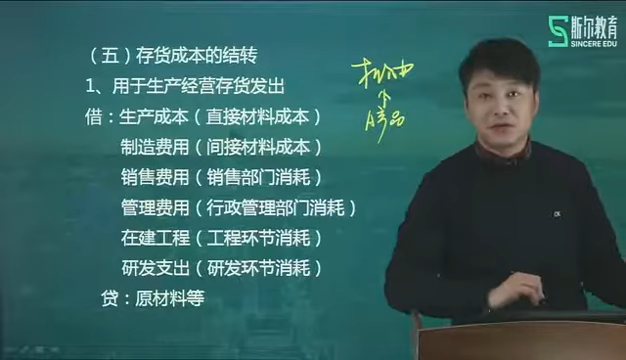 斯尔教育
SINCERE EDU
（五）存货成本的结转
1、用于生产经营存货发出
借：生产成本（直接材料成本）
制造费用（间接材料成本）
销售费用（销售部门消耗）
管理费用（行政管理部门消耗）
在建工程（工程环节消耗）
研发支出（研发环节消耗）
贷：原材料等